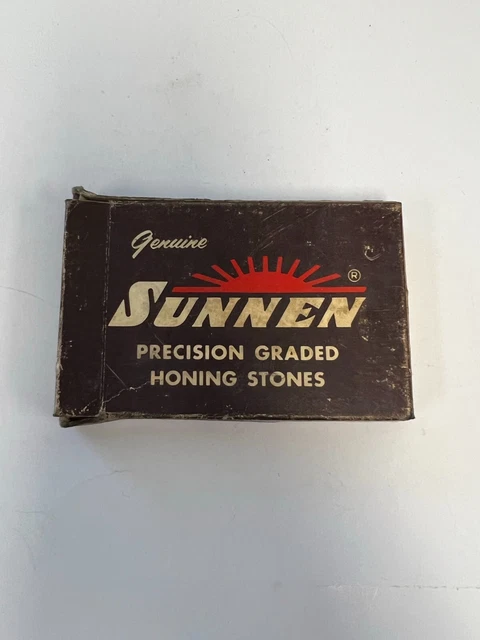 Genuine
SUNNEN®
PRECISION GRADED
HONING STONES